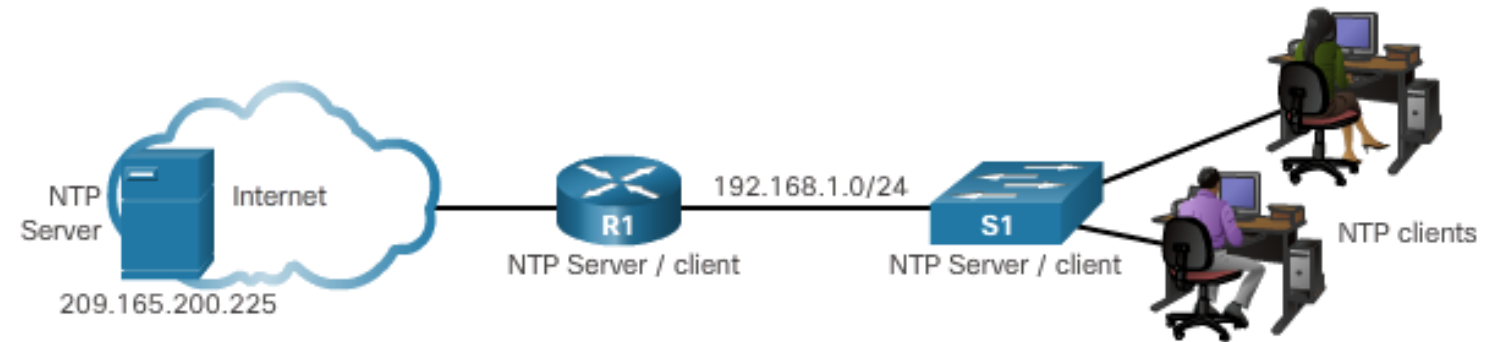 NTP
Server
209.165.200.225
Internet
R1
NTP Server / client
192.168.1.0/24
S1
NTP Server / client
NTP clients